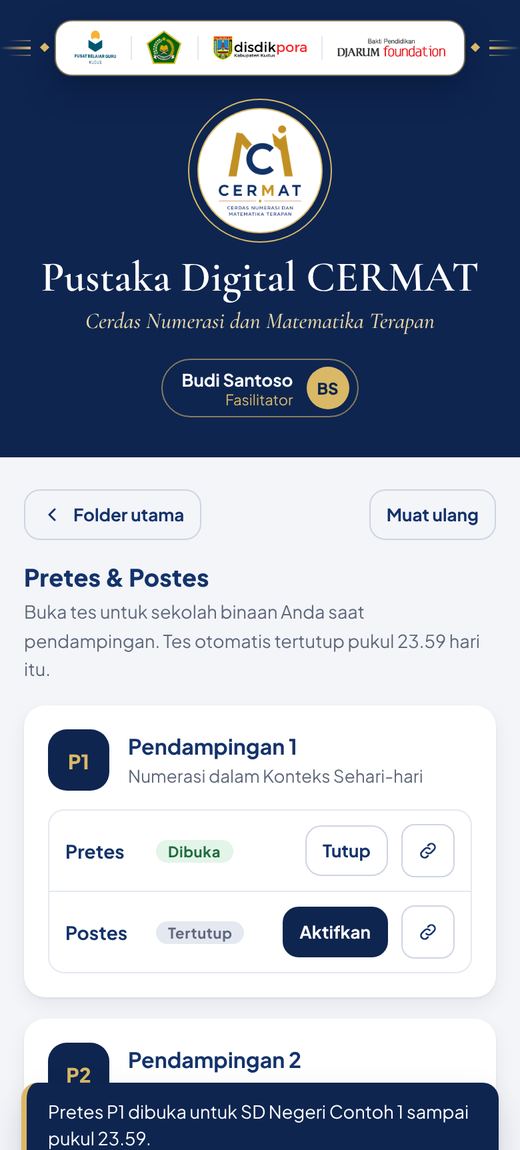 PUSAT BELAJAR GURU
KUDUS
disdikpora
Kabupaten Kudus
Bakti Pendidikan
DJARUM foundation
CERMAT
CERDAS NUMERASI DAN
MATEMATIKA TERAPAN
Pustaka Digital CERMAT
Cerdas Numerasi dan Matematika Terapan
Budi Santoso
Fasilitator
BS
Folder utama
Muat ulang
Pretes & Postes
Buka tes untuk sekolah binaan Anda saat
pendampingan. Tes otomatis tertutup pukul 23.59 hari
itu.
P1
Pendampingan 1
Numerasi dalam Konteks Sehari-hari
Pretes
Dibuka
Tutup
Postes
Tertutup
Aktifkan
P2
Pendampingan 2
Pretes P1 dibuka untuk SD Negeri Contoh 1 sampai
pukul 23.59.